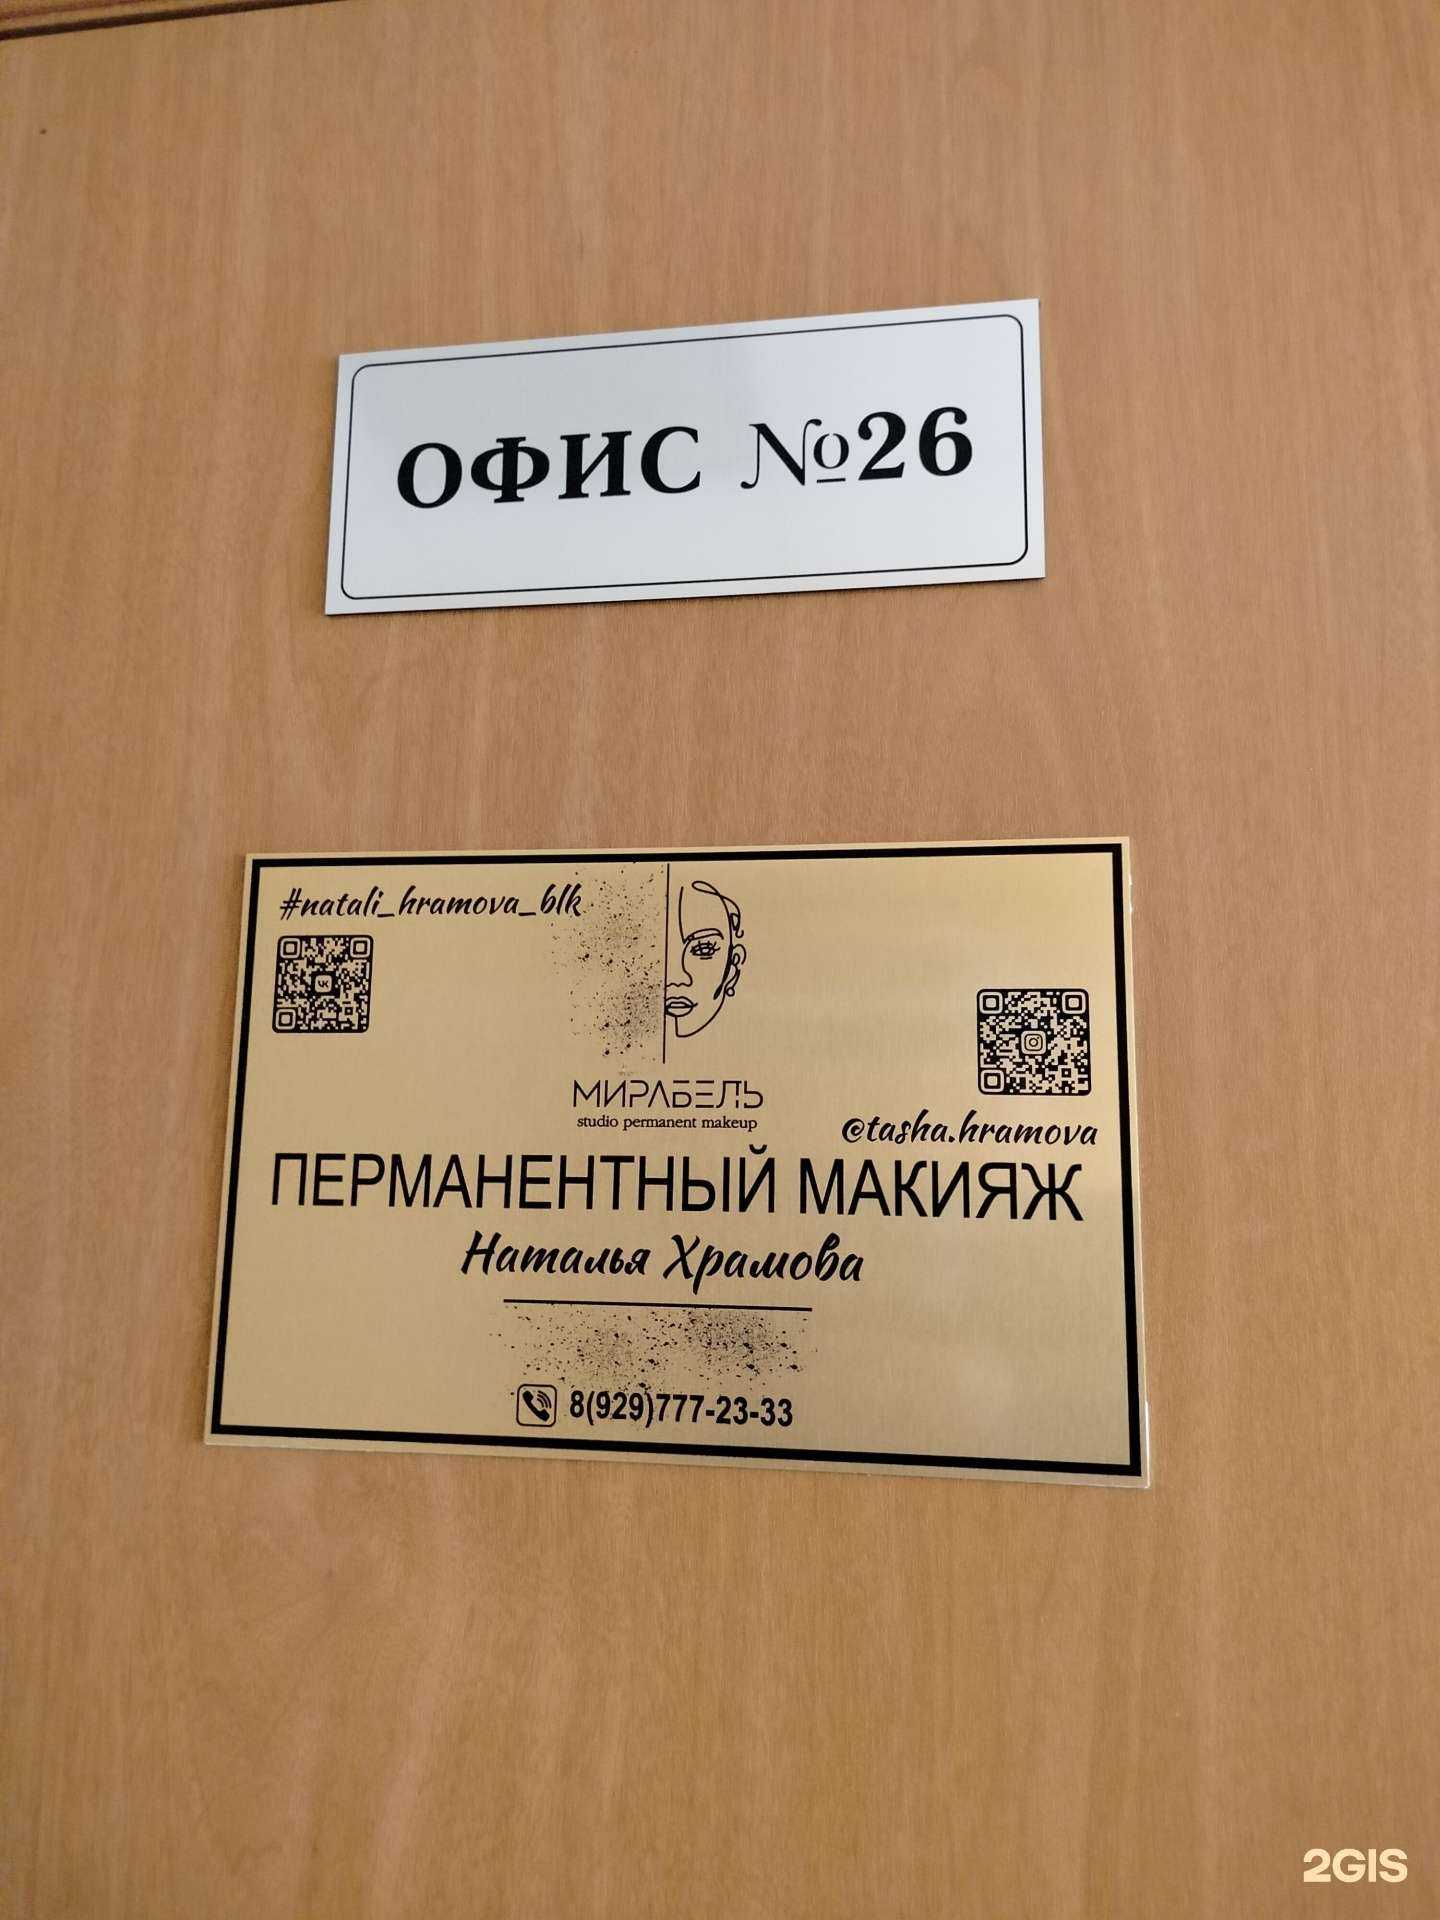 ОФИС №26
#natali_hramova_blk
МИРАБЕЛЬ
studio permanent makeup
@tasha.hramova
ПЕРМАНЕНТНЫЙ МАКИЯЖ
Наталья Храмова
8(929)777-23-33
2GIS